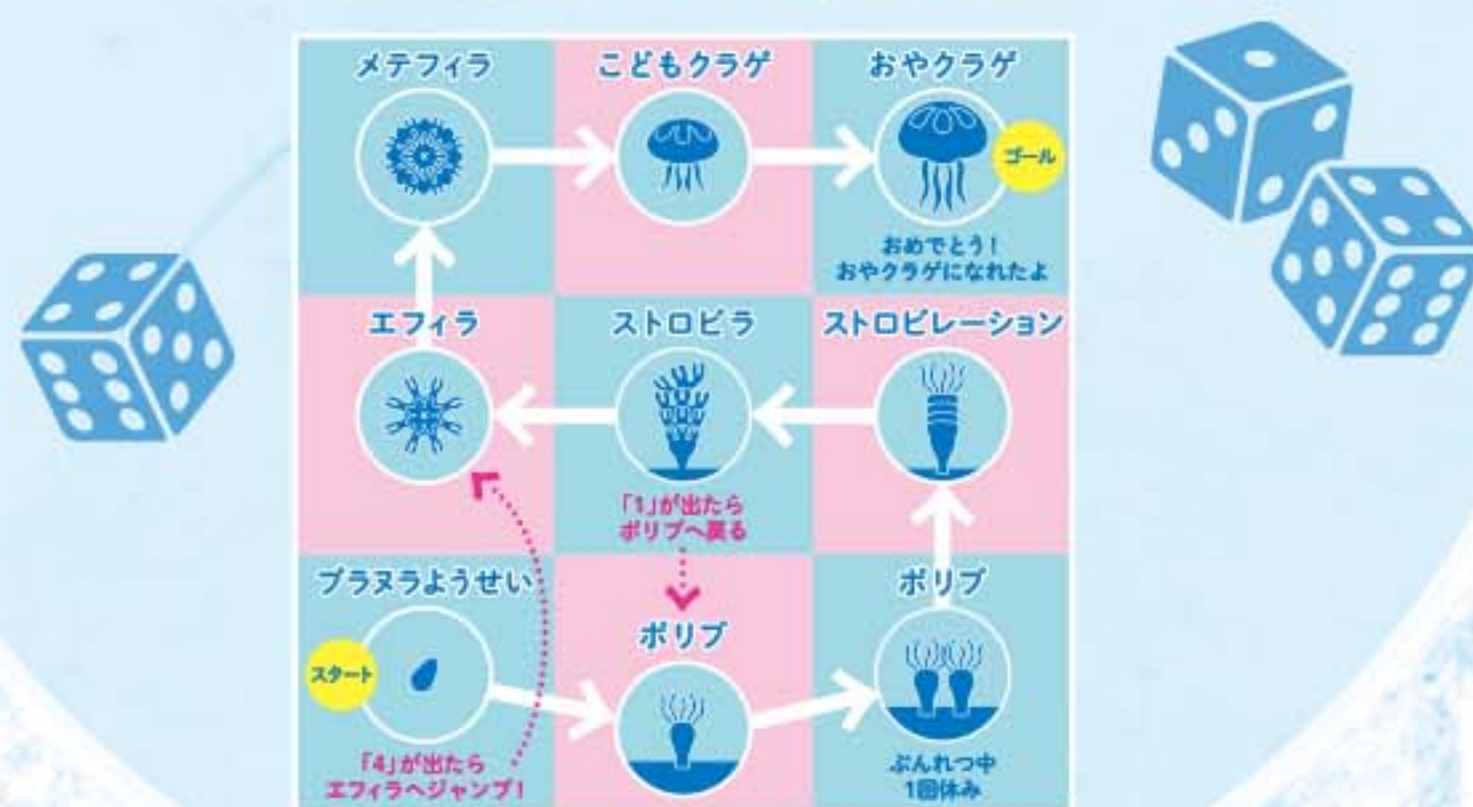 メテフィラ
こどもクラゲ
おやクラゲ
ゴール
おめでとう！
おやクラゲになれたよ
エフィラ
ストロビラ
ストロビレーション
「1」が出たら
ポリプへ戻る
プラヌラようせい
ポリプ
ポリプ
スタート
「4」が出たら
エフィラへジャンプ！
ぶんれつ中
1回休み